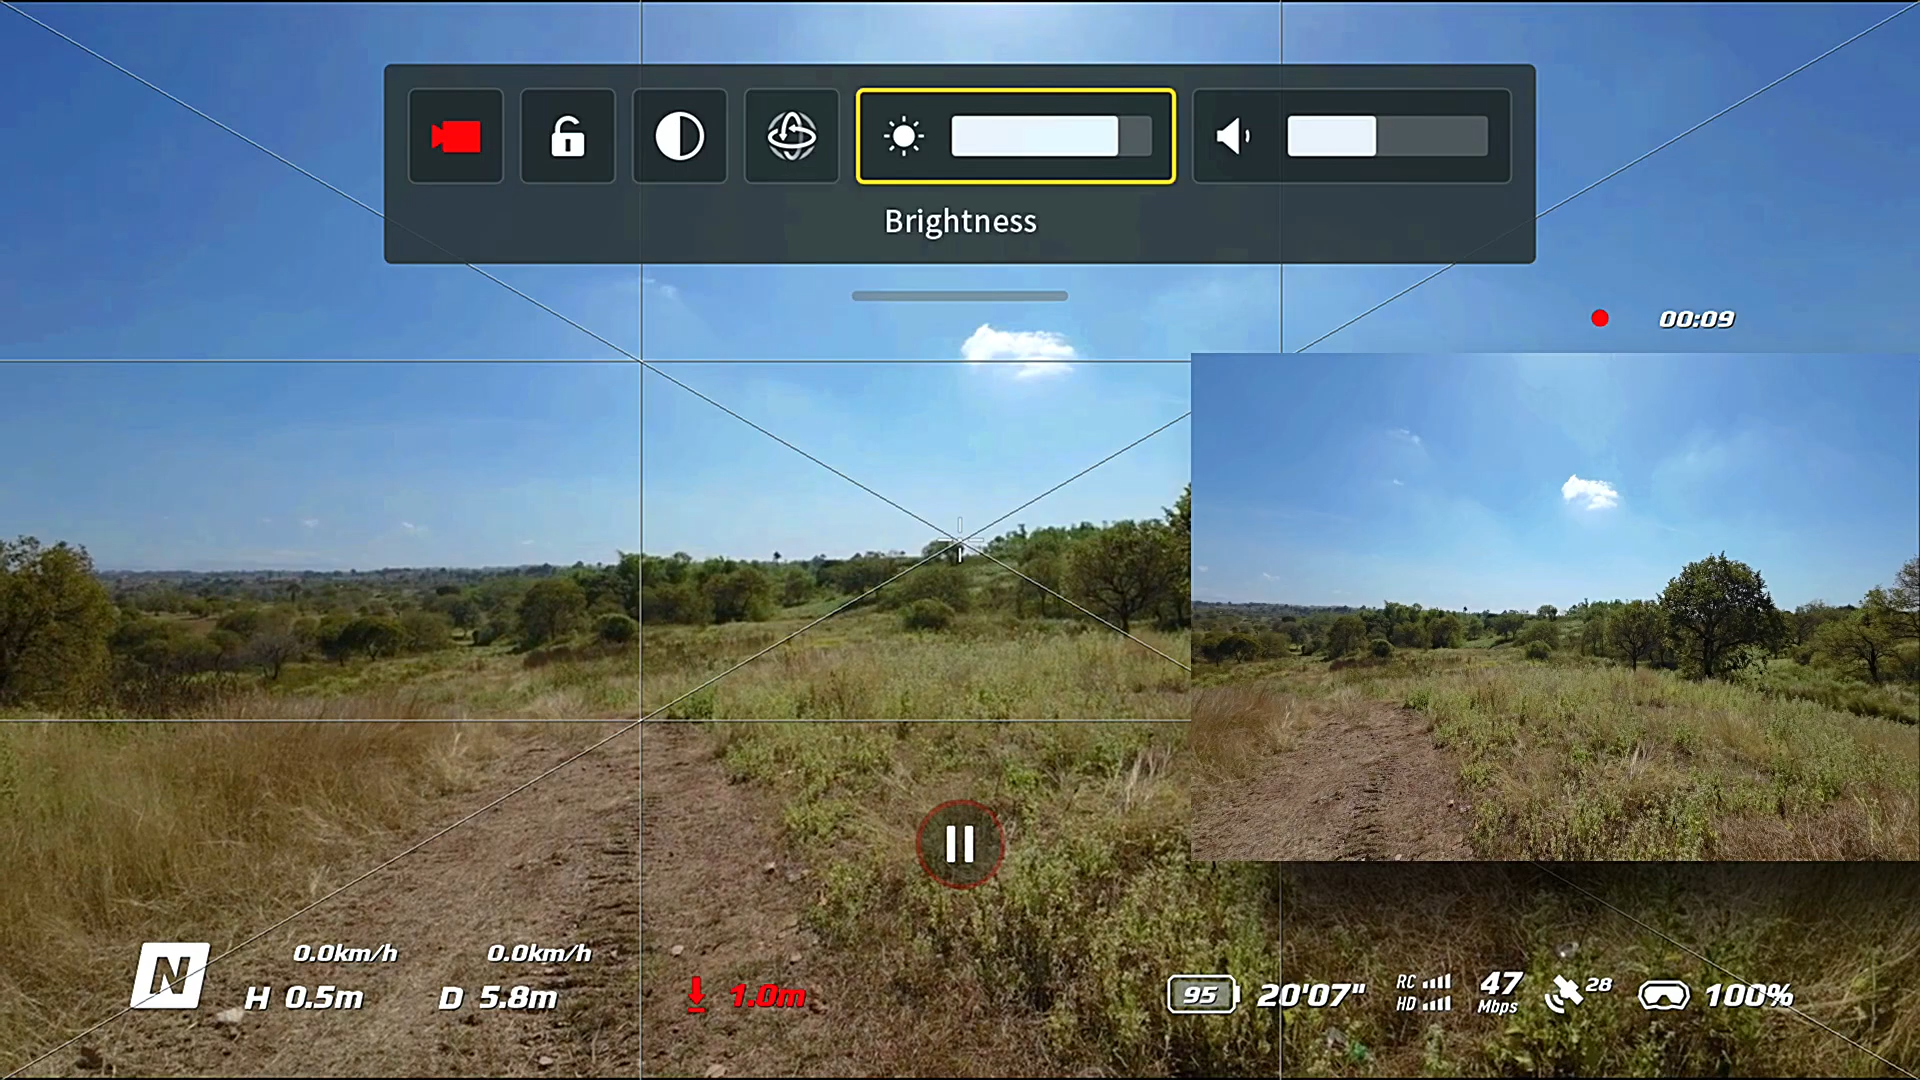 Brightness
00:09
N
0.0km/h 0.0km/h
H 0.5m D 5.8m
1.0m
95 20'07"
RC
HD
47
Mbps
28
100%